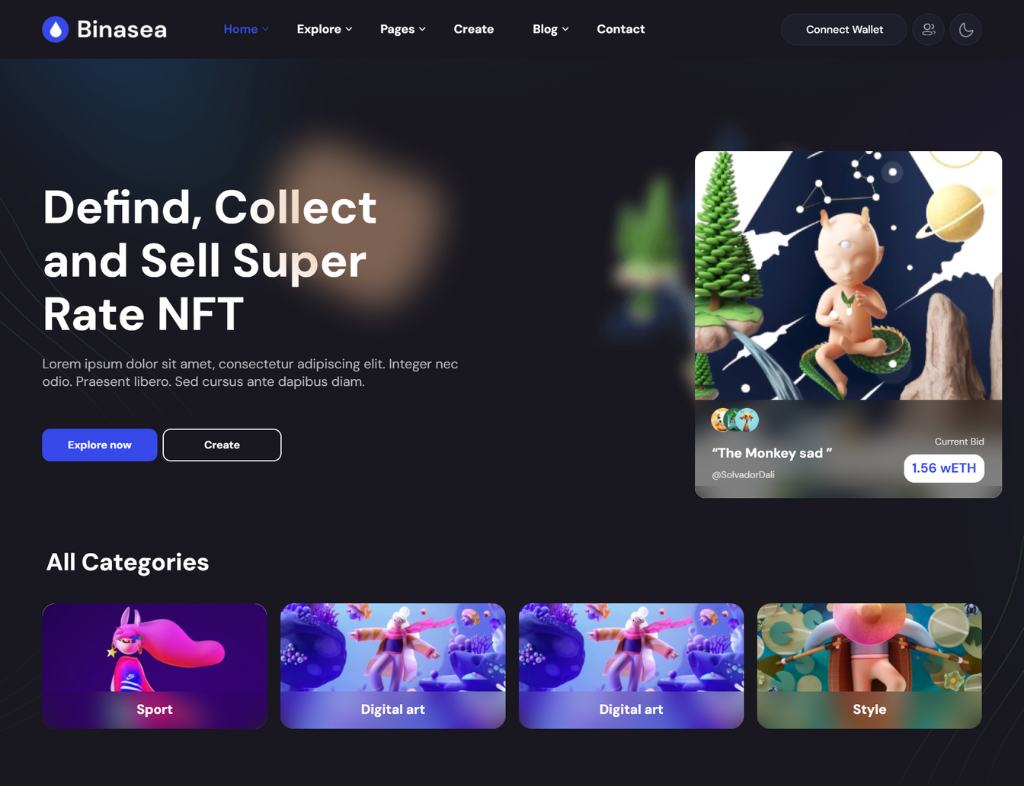 Binasea
Home
Explore
Pages
Create
Blog
Contact
Connect Wallet
Defind, Collect
and Sell Super
Rate NFT
Lorem ipsum dolor sit amet, consectetur adipiscing elit. Integer nec
odio. Praesent libero. Sed cursus ante dapibus diam.
Explore now
Create
“The Monkey sad ”
@SolvadorDali
Current Bid
1.56 wETH
All Categories
Sport
Digital art
Digital art
Style